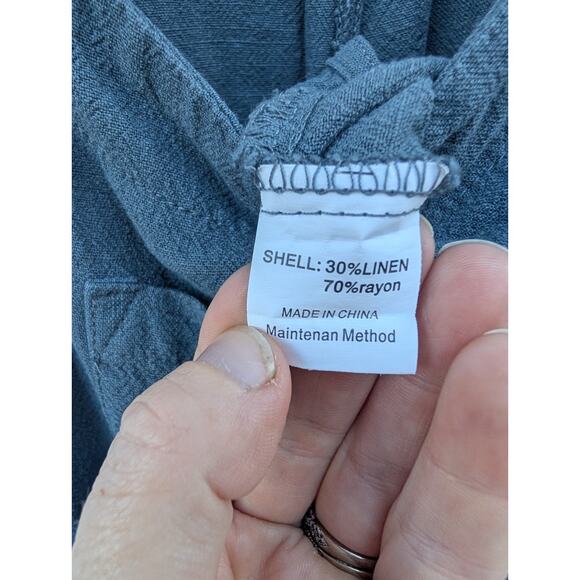 SHELL: 30%LINEN
70%rayon
MADE IN CHINA
Maintenan Method